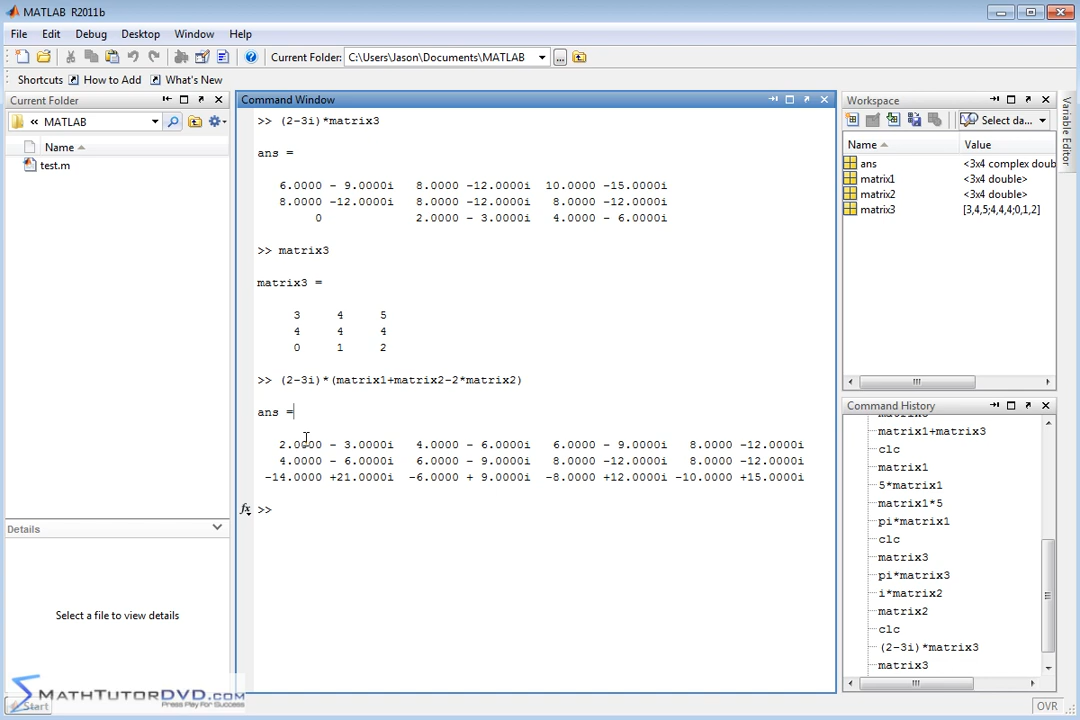 MATLAB R2011b
File Edit Debug Desktop Window Help
Current Folder: C:\Users\Jason\Documents\MATLAB
Shortcuts How to Add What's New
Current Folder
« MATLAB
Name
test.m
Details
Select a file to view details
Start
MathTutorDVD.com
Press Play For Success
Command Window
>> (2-3i)*matrix3
ans =
6.0000 - 9.0000i 8.0000 -12.0000i 10.0000 -15.0000i
8.0000 -12.0000i 8.0000 -12.0000i 8.0000 -12.0000i
0 2.0000 - 3.0000i 4.0000 - 6.0000i
>> matrix3
matrix3 =
3 4 5
4 4 4
0 1 2
>> (2-3i)*(matrix1+matrix2-2*matrix2)
ans =
2.0000 - 3.0000i 4.0000 - 6.0000i 6.0000 - 9.0000i 8.0000 -12.0000i
4.0000 - 6.0000i 6.0000 - 9.0000i 8.0000 -12.0000i 8.0000 -12.0000i
-14.0000 +21.0000i -6.0000 + 9.0000i -8.0000 +12.0000i -10.0000 +15.0000i
fx >>
Workspace
Select da...
Name Value
ans <3x4 complex doub
matrix1 <3x4 double>
matrix2 <3x4 double>
matrix3 [3,4,5;4,4,4;0,1,2]
Variable Editor
Command History
matrix1+matrix3
clc
matrix1
5*matrix1
matrix1*5
pi*matrix1
clc
matrix3
pi*matrix3
i*matrix2
matrix2
clc
(2-3i)*matrix3
matrix3
OVR